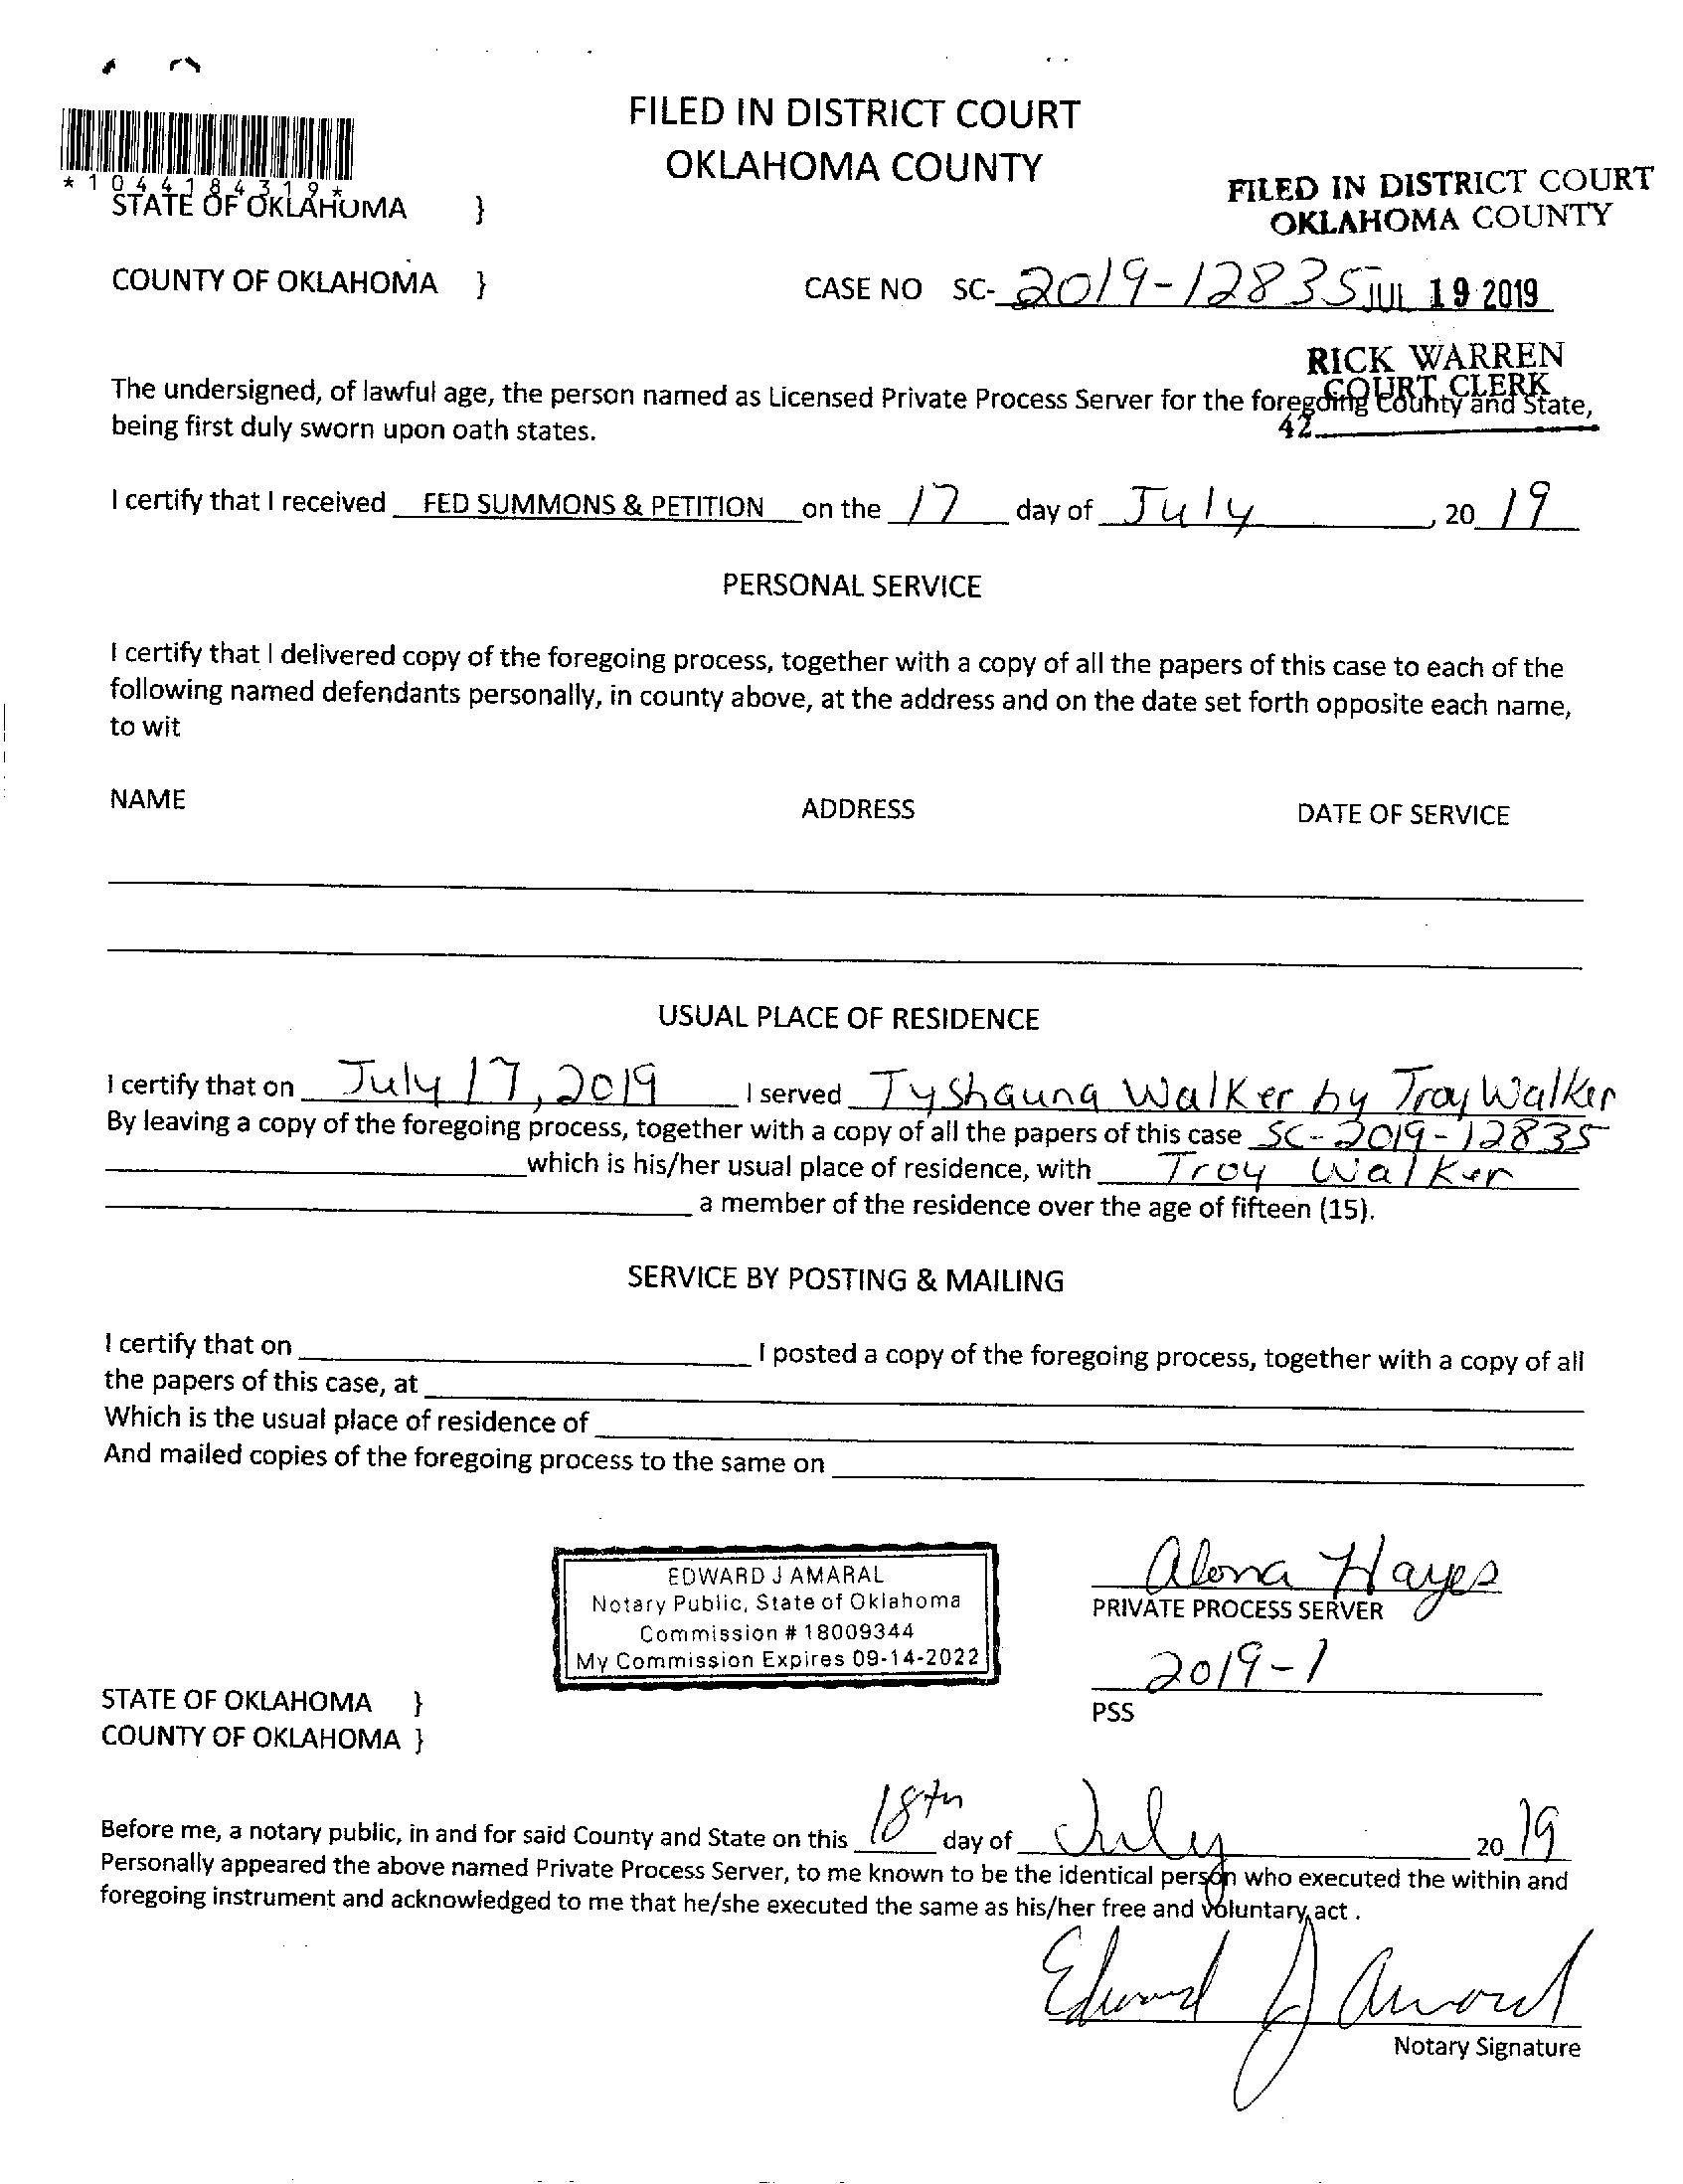 FILED IN DISTRICT COURT
OKLAHOMA COUNTY
*1044184319*
FILED IN DISTRICT COURT
OKLAHOMA COUNTY
STATE OF OKLAHOMA }
COUNTY OF OKLAHOMA } CASE NO SC- 2019-12835 JUL 19 2019
RICK WARREN
COURT CLERK
The undersigned, of lawful age, the person named as Licensed Private Process Server for the foregoing County and State,
being first duly sworn upon oath states.
42
I certify that I received FED SUMMONS & PETITION on the 17 day of July, 20 19
PERSONAL SERVICE
I certify that I delivered copy of the foregoing process, together with a copy of all the papers of this case to each of the
following named defendants personally, in county above, at the address and on the date set forth opposite each name,
to wit
NAME ADDRESS DATE OF SERVICE
USUAL PLACE OF RESIDENCE
I certify that on July 17, 2019 I served Tyshauna Walker by Troy Walker
By leaving a copy of the foregoing process, together with a copy of all the papers of this case SC-2019-12835
which is his/her usual place of residence, with Troy Walker
a member of the residence over the age of fifteen (15).
SERVICE BY POSTING & MAILING
I certify that on I posted a copy of the foregoing process, together with a copy of all
the papers of this case, at
Which is the usual place of residence of
And mailed copies of the foregoing process to the same on
EDWARD J AMARAL
Notary Public, State of Oklahoma
Commission # 18009344
My Commission Expires 09-14-2022
Alona Hayes
PRIVATE PROCESS SERVER
2019-1
PSS
STATE OF OKLAHOMA }
COUNTY OF OKLAHOMA }
Before me, a notary public, in and for said County and State on this 18th day of July 20 19
Personally appeared the above named Private Process Server, to me known to be the identical person who executed the within and
foregoing instrument and acknowledged to me that he/she executed the same as his/her free and voluntary act .
Edward J Amaral
Notary Signature